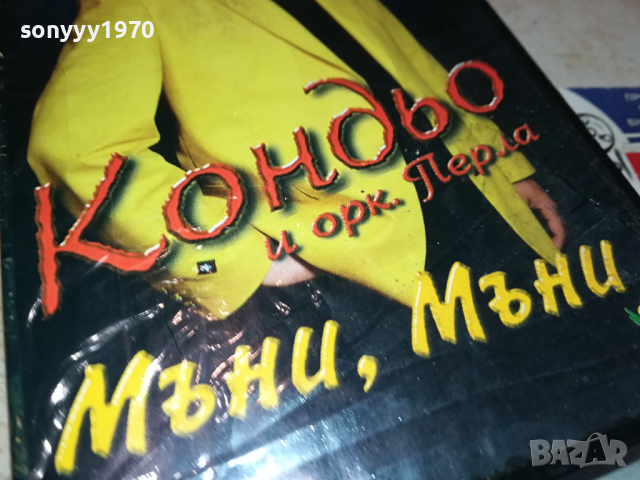 sonyyy1970
Кондьо
и орк. Перла
Мъни, Мъни
BAZAR